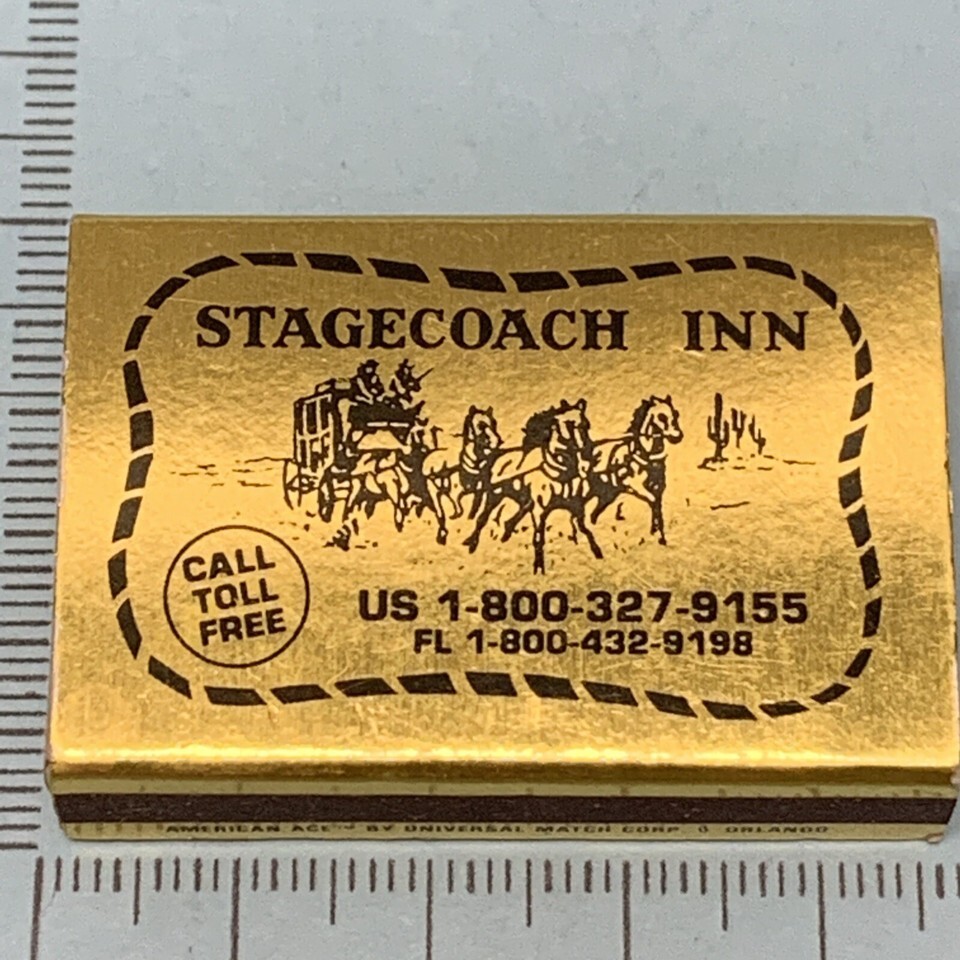 STAGECOACH INN
CALL
TOLL
FREE
US 1-800-327-9155
FL 1-800-432-9198
AMERICAN ACE BY UNIVERSAL MATCH CORP. ORLANDO